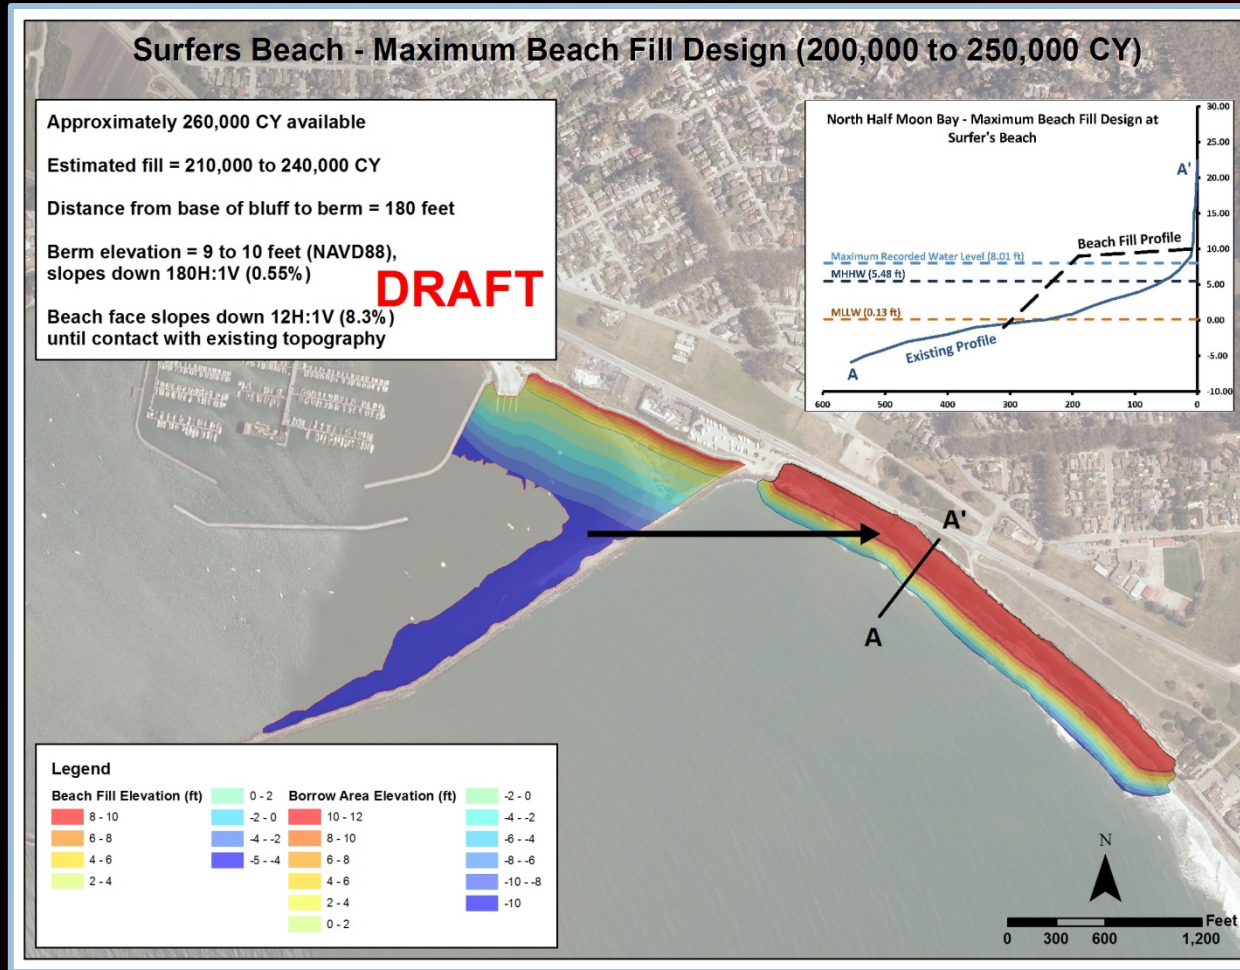 Surfers Beach - Maximum Beach Fill Design (200,000 to 250,000 CY)
Approximately 260,000 CY available
Estimated fill = 210,000 to 240,000 CY
Distance from base of bluff to berm = 180 feet
Berm elevation = 9 to 10 feet (NAVD88),
slopes down 180H:1V (0.55%)
DRAFT
Beach face slopes down 12H:1V (8.3%)
until contact with existing topography
North Half Moon Bay - Maximum Beach Fill Design at
Surfer's Beach
30.00
25.00
20.00
15.00
10.00
5.00
0.00
-5.00
-10.00
A'
Beach Fill Profile
Maximum Recorded Water Level (8.01 ft)
MHHW (5.48 ft)
MLLW (0.13 ft)
Existing Profile
A
600 500 400 300 200 100 0
A'
A
Legend
Beach Fill Elevation (ft)
8 - 10
6 - 8
4 - 6
2 - 4
0 - 2
-2 - 0
-4 - -2
-5 - -4
Borrow Area Elevation (ft)
10 - 12
8 - 10
6 - 8
4 - 6
2 - 4
0 - 2
-2 - 0
-4 - -2
-6 - -4
-8 - -6
-10 - -8
-10
N
Feet
0 300 600 1,200